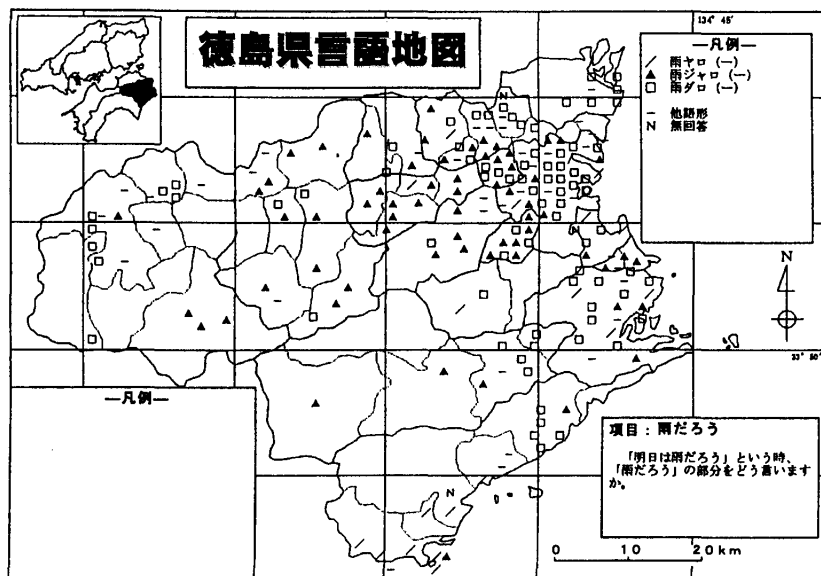 徳島県言語地図
134° 45'
―凡例―
／ 雨ヤロ（ー）
▲ 雨ジャロ（ー）
□ 雨ダロ（ー）
－ 他語形
N 無回答
N
N
N
N
33° 50'
―凡例―
項目：雨だろう
「明日は雨だろう」という時、
「雨だろう」の部分をどう言います
か。
0 10 20km